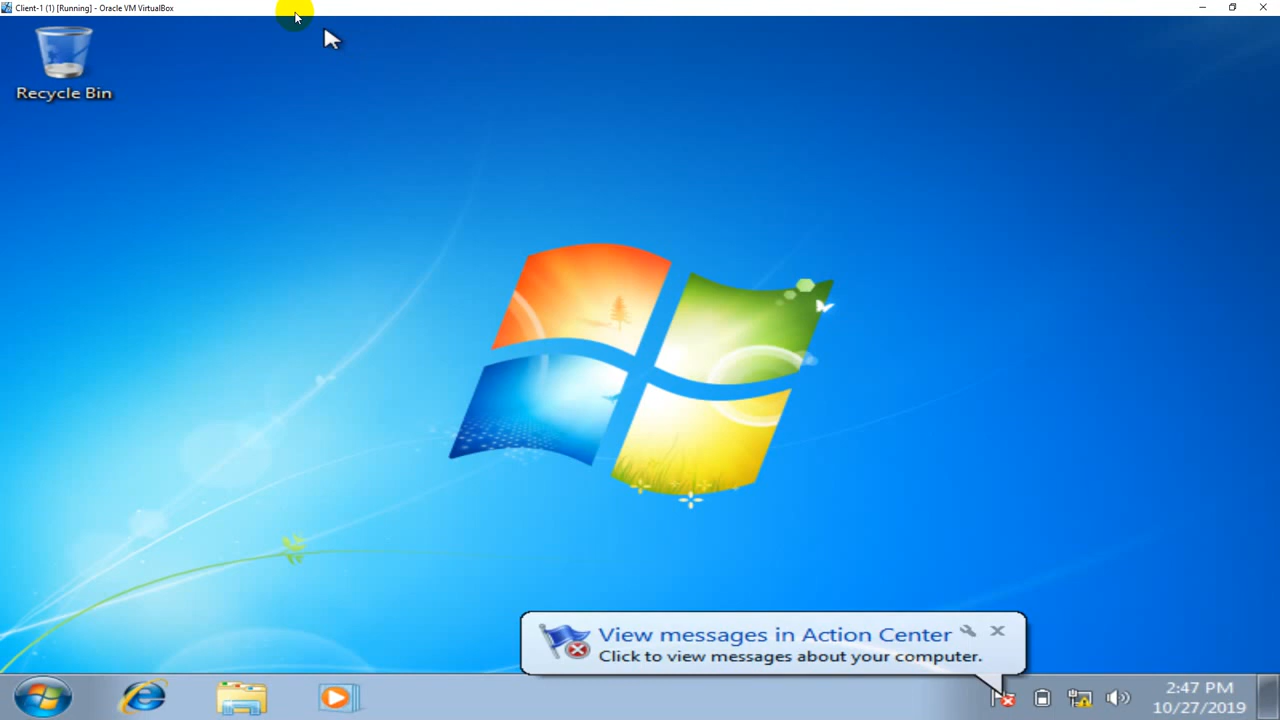 Client-1 (1) [Running] - Oracle VM VirtualBox
Recycle Bin
View messages in Action Center
Click to view messages about your computer.
2:47 PM
10/27/2019